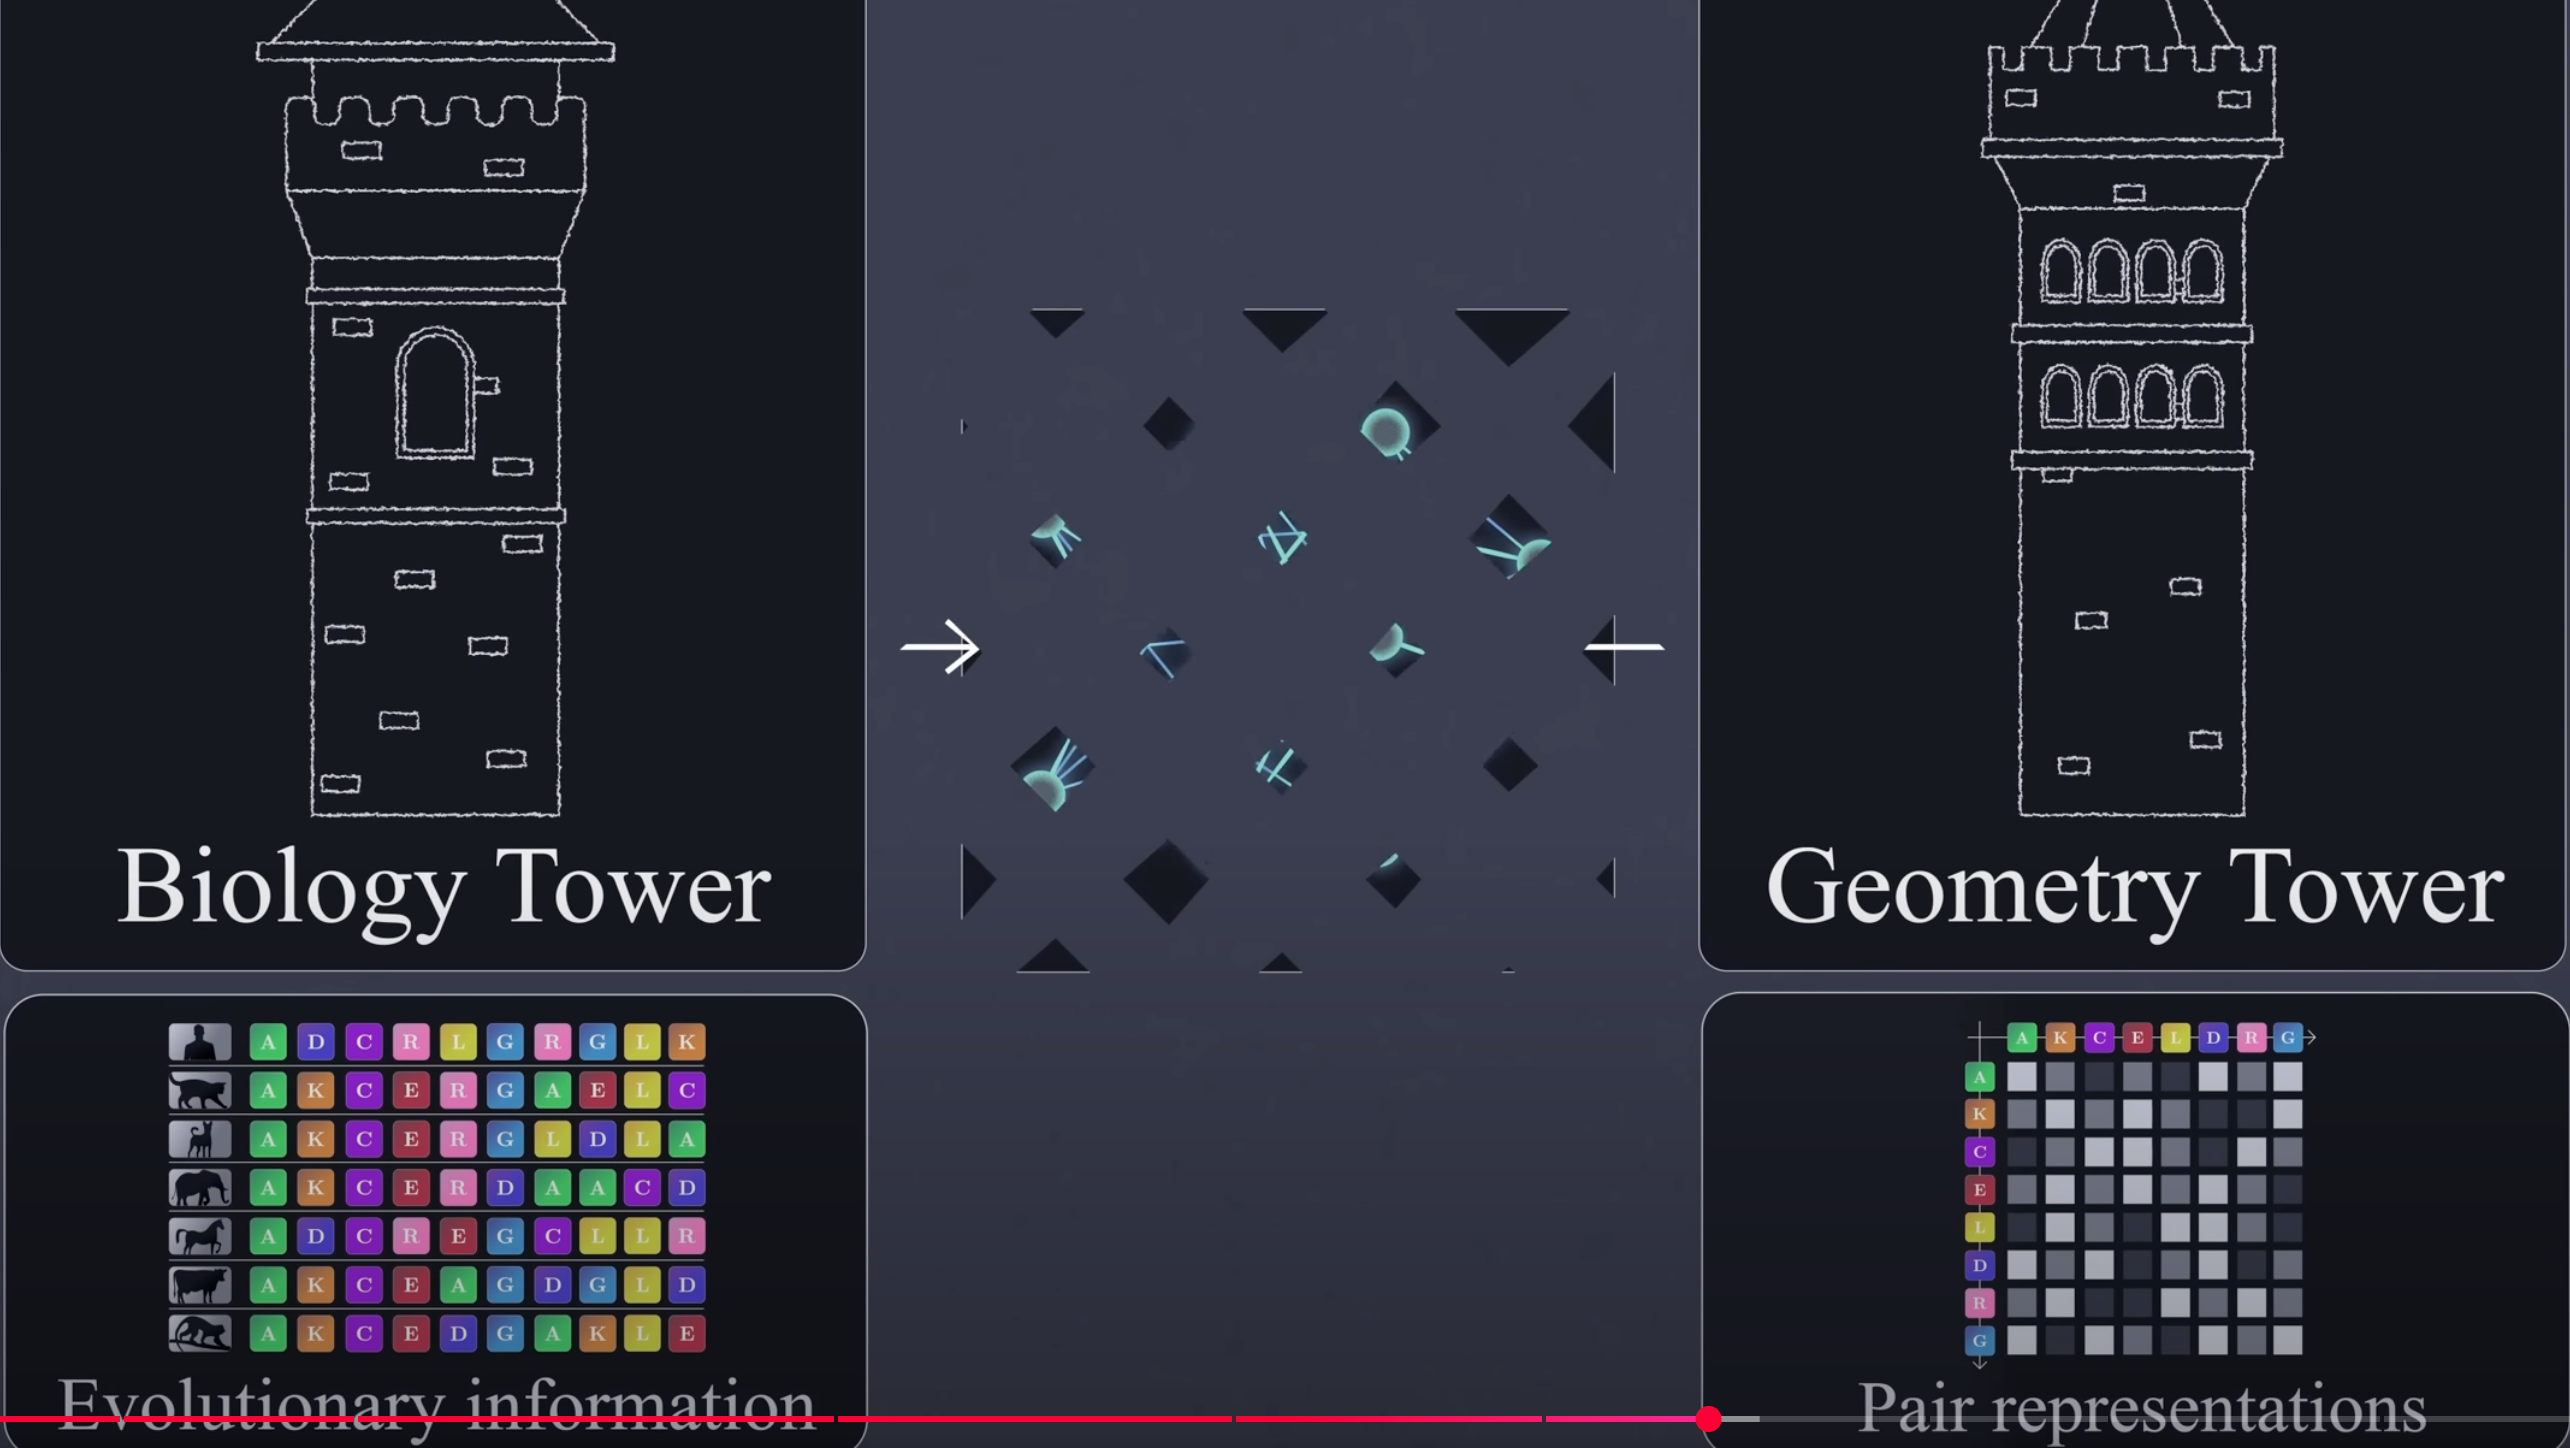 Biology Tower
Geometry Tower
A D C R L G R G L K
A K C E R G A E L C
A K C E R G L D L A
A K C E R D A A C D
A D C R E G C L L R
A K C E A G D G L D
A K C E D G A K L E
Evolutionary information
A K C E L D R G
A
K
C
E
L
D
R
G
Pair representations